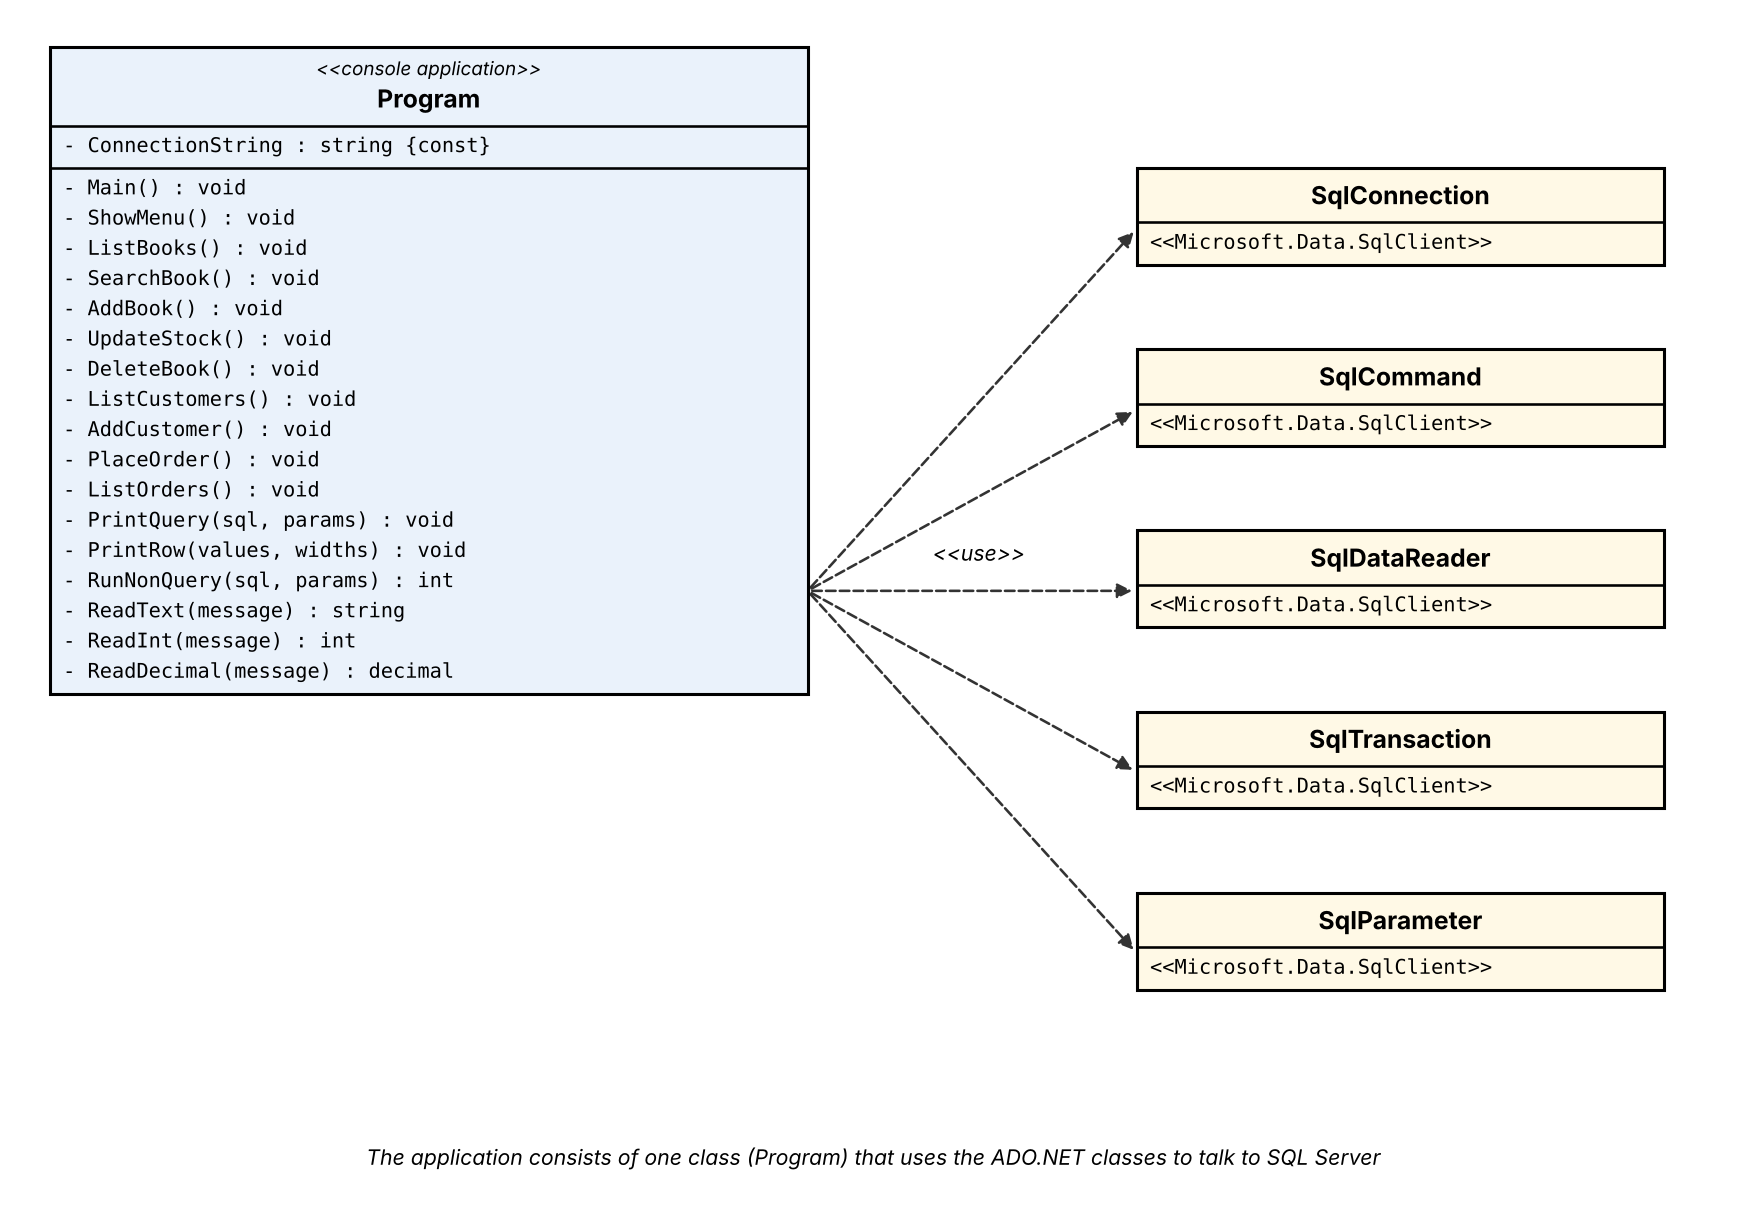 <<console application>>
Program
- ConnectionString : string {const}
- Main() : void
- ShowMenu() : void
- ListBooks() : void
- SearchBook() : void
- AddBook() : void
- UpdateStock() : void
- DeleteBook() : void
- ListCustomers() : void
- AddCustomer() : void
- PlaceOrder() : void
- ListOrders() : void
- PrintQuery(sql, params) : void
- PrintRow(values, widths) : void
- RunNonQuery(sql, params) : int
- ReadText(message) : string
- ReadInt(message) : int
- ReadDecimal(message) : decimal
<<use>>
SqlConnection
<<Microsoft.Data.SqlClient>>
SqlCommand
<<Microsoft.Data.SqlClient>>
SqlDataReader
<<Microsoft.Data.SqlClient>>
SqlTransaction
<<Microsoft.Data.SqlClient>>
SqlParameter
<<Microsoft.Data.SqlClient>>
The application consists of one class (Program) that uses the ADO.NET classes to talk to SQL Server